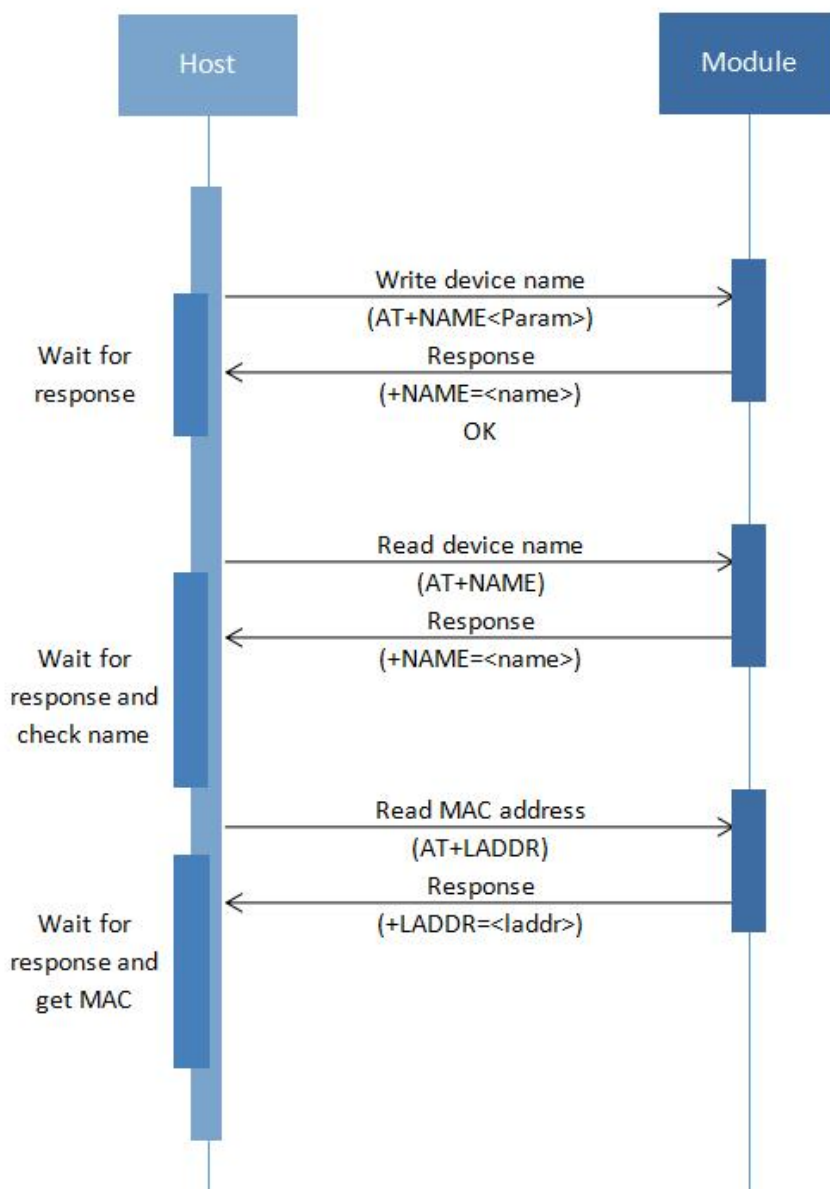 Host
Module
Write device name
(AT+NAME<Param>)
Wait for
response
Response
(+NAME=<name>)
OK
Read device name
(AT+NAME)
Response
(+NAME=<name>)
Wait for
response and
check name
Read MAC address
(AT+LADDR)
Response
(+LADDR=<laddr>)
Wait for
response and
get MAC